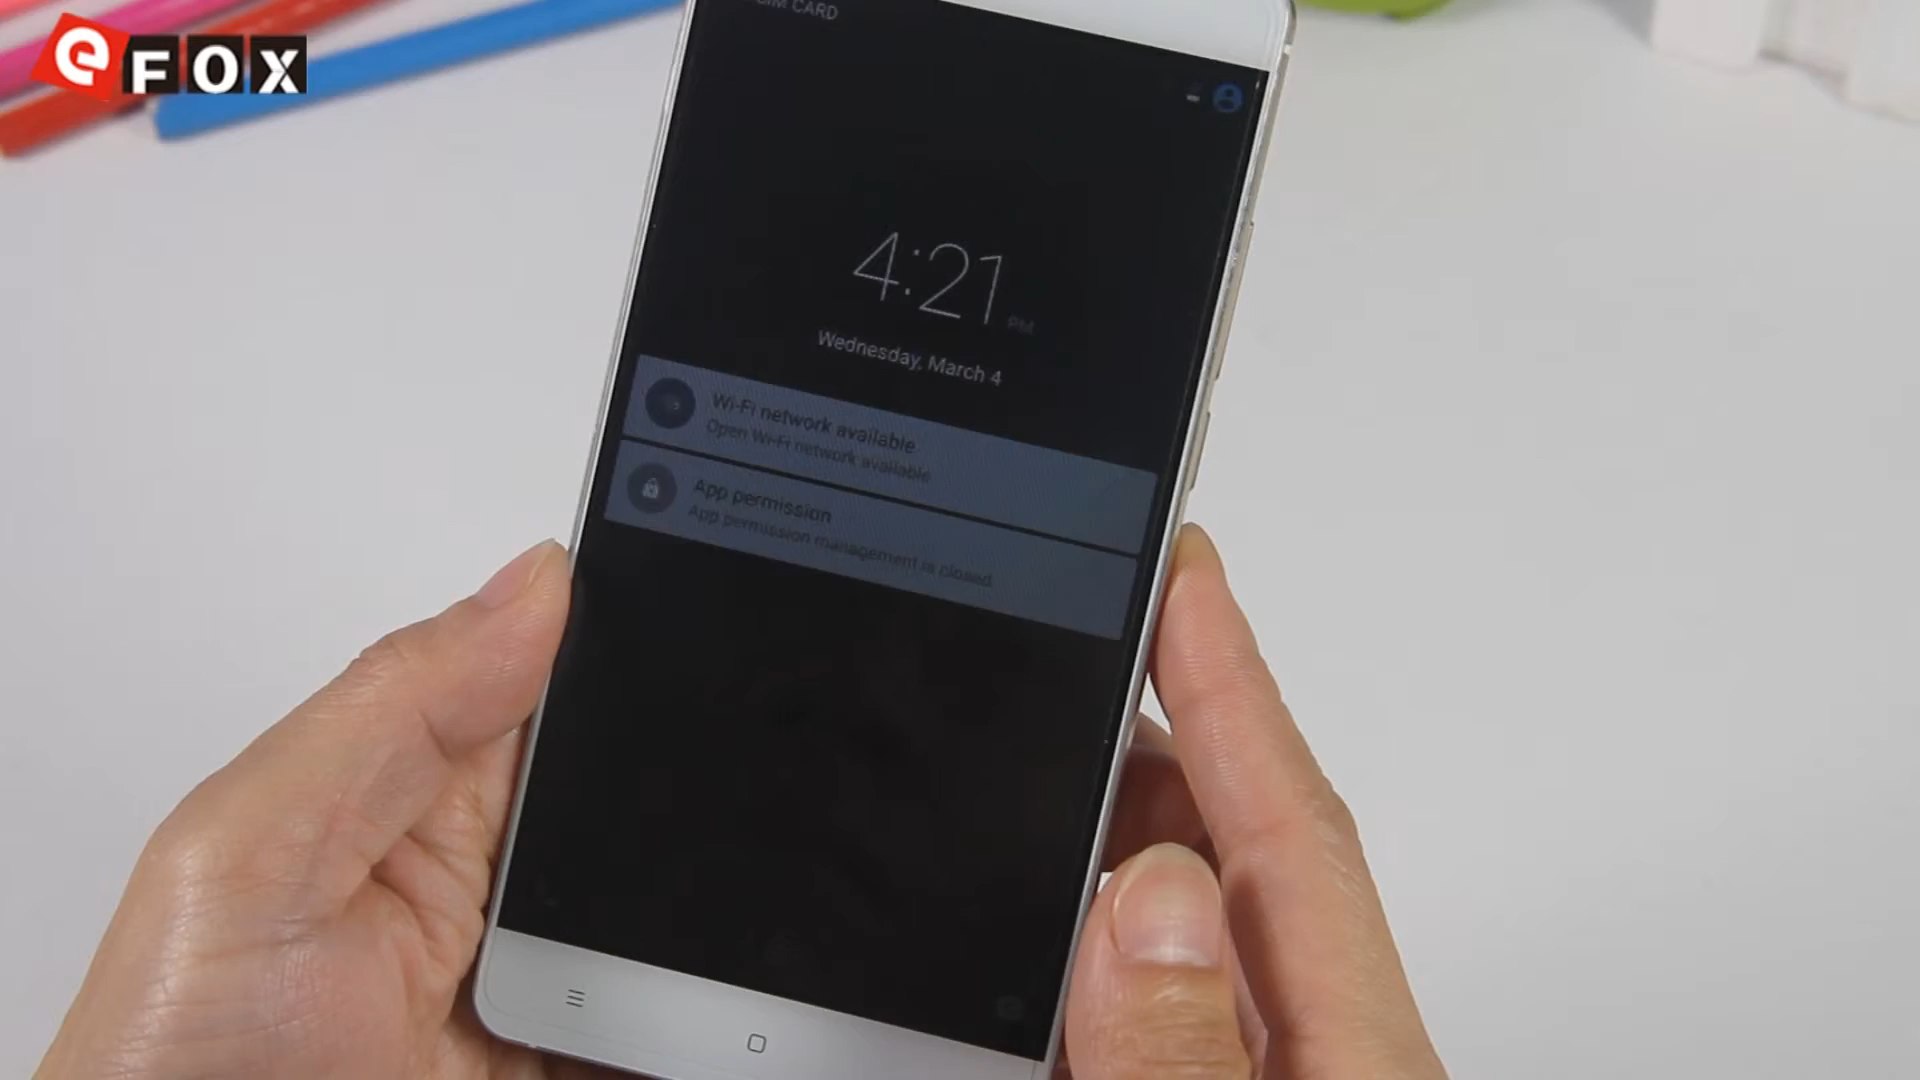 eFOX
SIM CARD
4:21 PM
Wednesday, March 4
Wi-Fi network available
Open Wi-Fi network available
App permission
App permission management is closed